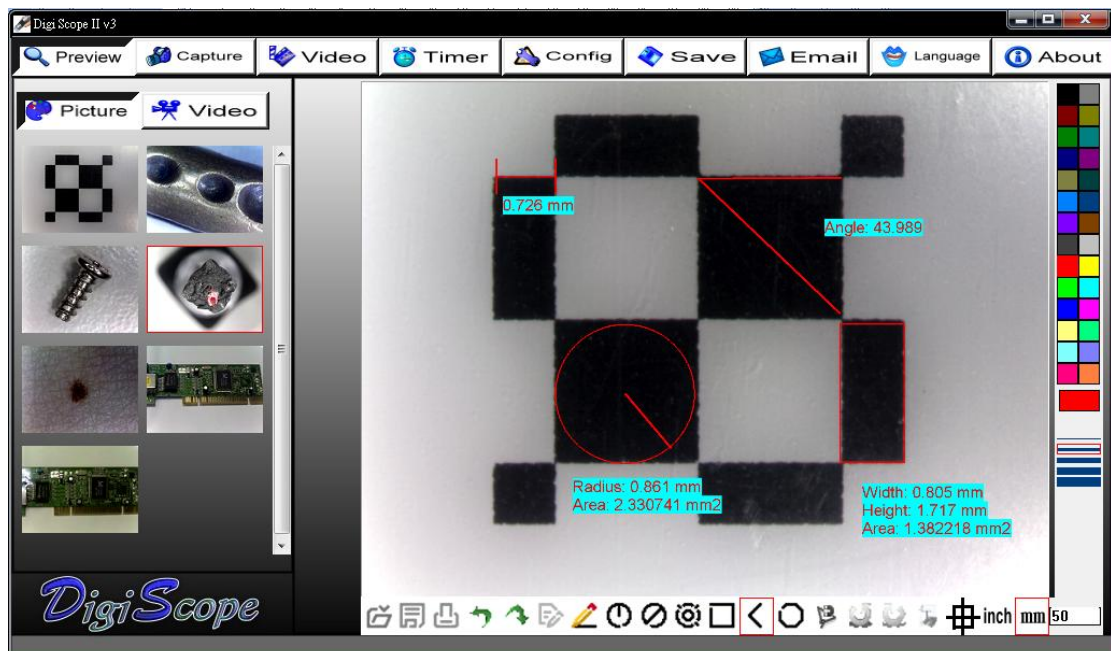 Digi Scope II v3
Preview
Capture
Video
Timer
Config
Save
Email
Language
About
Picture
Video
0.726 mm
Angle: 43.989
Radius: 0.861 mm
Area: 2.330741 mm2
Width: 0.805 mm
Height: 1.717 mm
Area: 1.382218 mm2
DigiScope
inch mm 50